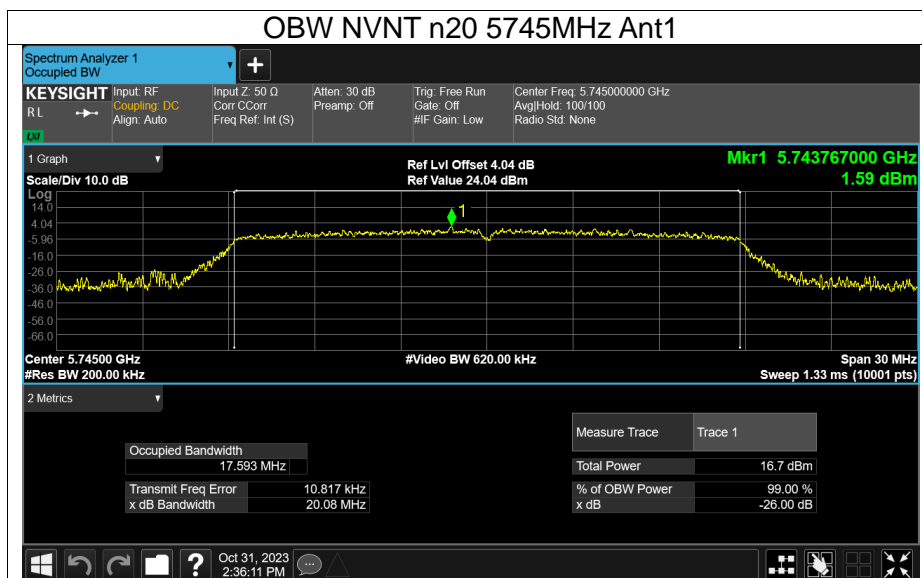 OBW NVNT n20 5745MHz Ant1
Spectrum Analyzer 1
Occupied BW
KEYSIGHT
R L
LXI
Input: RF
Coupling: DC
Align: Auto
Input Z: 50 Ω
Corr CCorr
Freq Ref: Int (S)
Atten: 30 dB
Preamp: Off
Trig: Free Run
Gate: Off
#IF Gain: Low
Center Freq: 5.745000000 GHz
Avg|Hold: 100/100
Radio Std: None
1 Graph
Scale/Div 10.0 dB
Ref Lvl Offset 4.04 dB
Ref Value 24.04 dBm
Mkr1 5.743767000 GHz
1.59 dBm
Log
14.0
4.04
-5.96
-16.0
-26.0
-36.0
-46.0
-56.0
-66.0
1
Center 5.74500 GHz
#Res BW 200.00 kHz
#Video BW 620.00 kHz
Span 30 MHz
Sweep 1.33 ms (10001 pts)
2 Metrics
Occupied Bandwidth
17.593 MHz
Transmit Freq Error 10.817 kHz
x dB Bandwidth 20.08 MHz
Measure Trace Trace 1
Total Power 16.7 dBm
% of OBW Power 99.00 %
x dB -26.00 dB
Oct 31, 2023
2:36:11 PM